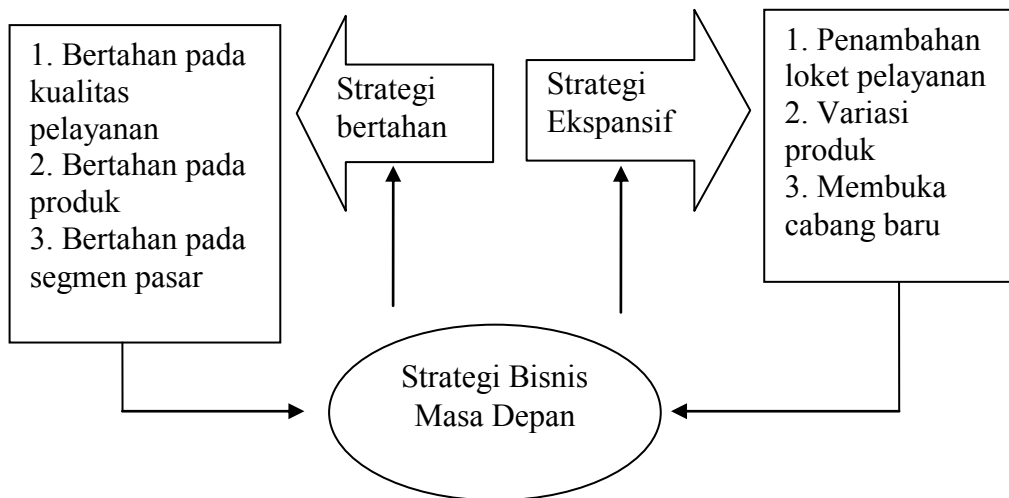 1. Bertahan pada
kualitas
pelayanan
2. Bertahan pada
produk
3. Bertahan pada
segmen pasar
Strategi
bertahan
Strategi
Ekspansif
1. Penambahan
loket pelayanan
2. Variasi
produk
3. Membuka
cabang baru
Strategi Bisnis
Masa Depan